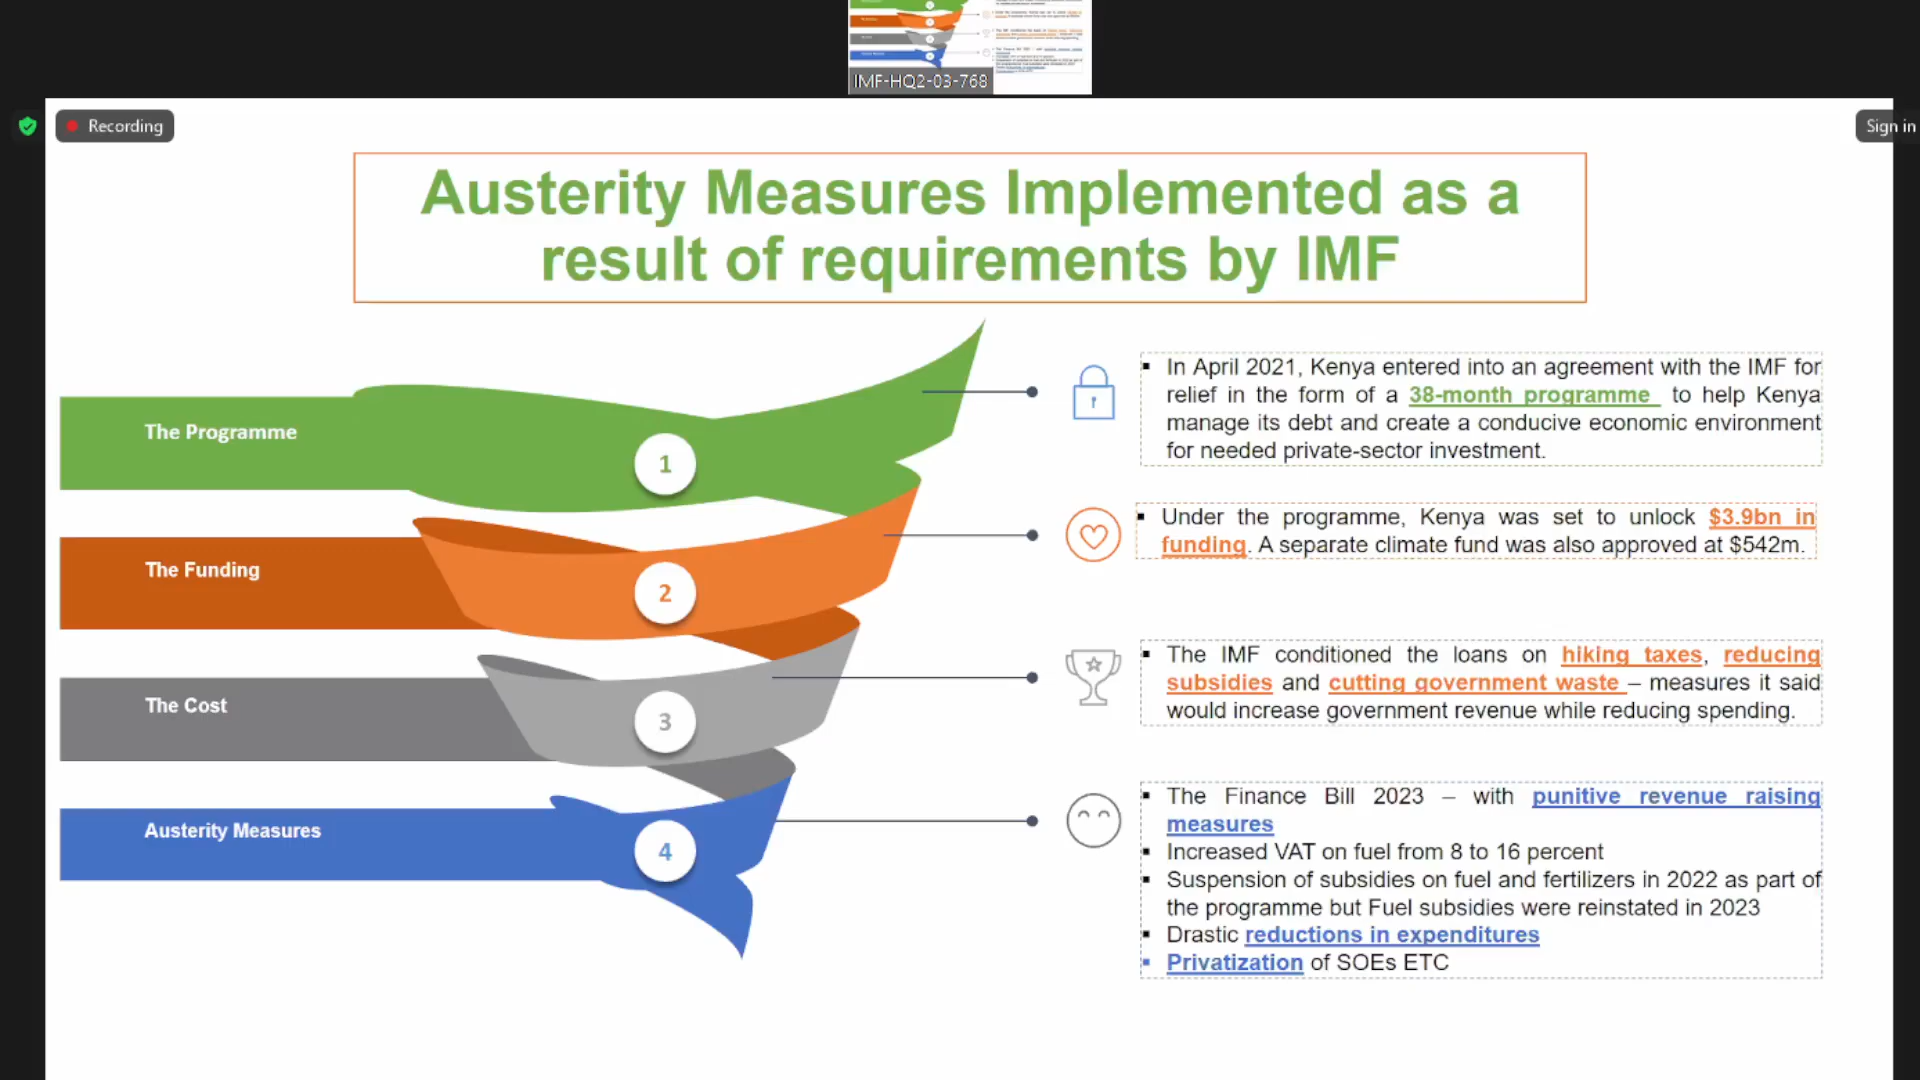 IMF-HQ2-03-768
Recording
Sign in
Austerity Measures Implemented as a
result of requirements by IMF
The Programme
1
▪ In April 2021, Kenya entered into an agreement with the IMF for
relief in the form of a 38-month programme to help Kenya
manage its debt and create a conducive economic environment
for needed private-sector investment.
The Funding
2
▪ Under the programme, Kenya was set to unlock $3.9bn in
funding. A separate climate fund was also approved at $542m.
The Cost
3
▪ The IMF conditioned the loans on hiking taxes, reducing
subsidies and cutting government waste – measures it said
would increase government revenue while reducing spending.
Austerity Measures
4
▪ The Finance Bill 2023 – with punitive revenue raising
measures
▪ Increased VAT on fuel from 8 to 16 percent
▪ Suspension of subsidies on fuel and fertilizers in 2022 as part of
the programme but Fuel subsidies were reinstated in 2023
▪ Drastic reductions in expenditures
▪ Privatization of SOEs ETC